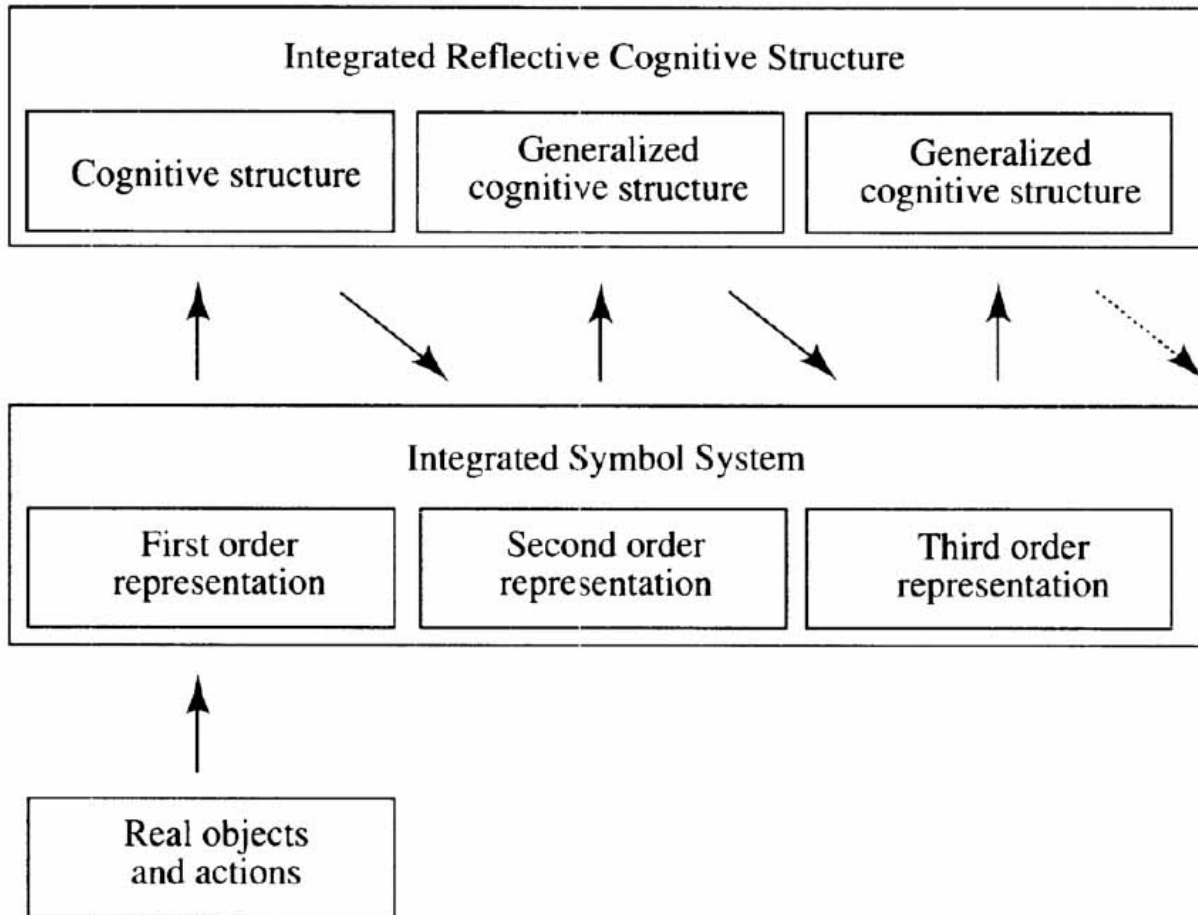 Integrated Reflective Cognitive Structure
Cognitive structure
Generalized
cognitive structure
Generalized
cognitive structure
Integrated Symbol System
First order
representation
Second order
representation
Third order
representation
Real objects
and actions